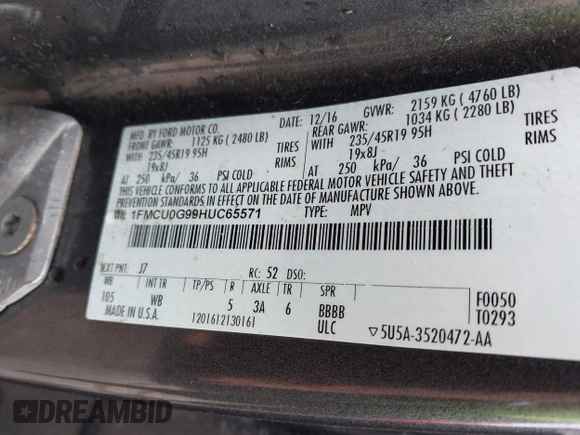 MFD. BY FORD MOTOR CO.
DATE: 12/16 GVWR: 2159 KG ( 4760 LB)
FRONT GAWR: 1125 KG ( 2480 LB) REAR GAWR: 1034 KG ( 2280 LB)
WITH 235/45R19 95H TIRES WITH 235/45R19 95H TIRES
19x8J RIMS 19x8J RIMS
AT 250 kPa/ 36 PSI COLD AT 250 kPa/ 36 PSI COLD
THIS VEHICLE CONFORMS TO ALL APPLICABLE FEDERAL MOTOR VEHICLE SAFETY AND THEFT
PREVENTION STANDARDS IN EFFECT ON THE DATE OF MANUFACTURE SHOWN ABOVE.
VIN: 1FMCU0G99HUC65571 TYPE: MPV
EXT PNT: J7 RC: 52 DSO:
WB INT TR TP/PS R AXLE TR SPR
105 WB 5 3A 6 BBBB F0050
MADE IN U.S.A. 1201612130161 ULC T0293
▽5U5A-3520472-AA
DREAMBID